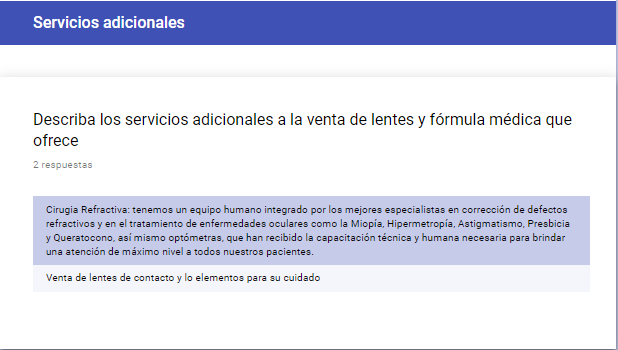 Servicios adicionales
Describa los servicios adicionales a la venta de lentes y fórmula médica que
ofrece
2 respuestas
Cirugia Refractiva: tenemos un equipo humano integrado por los mejores especialistas en corrección de defectos
refractivos y en el tratamiento de enfermedades oculares como la Miopía, Hipermetropía, Astigmatismo, Presbicia
y Queratocono, así mismo optómetras, que han recibido la capacitación técnica y humana necesaria para brindar
una atención de máximo nivel a todos nuestros pacientes.
Venta de lentes de contacto y lo elementos para su cuidado